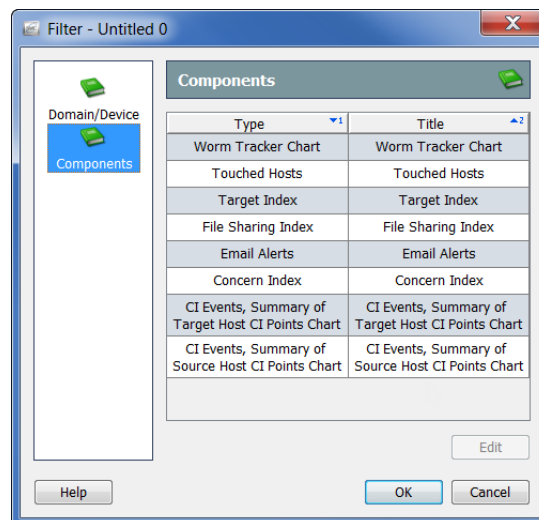 Filter - Untitled 0
Domain/Device
Components
Components
Type 1 Title 2
Worm Tracker Chart Worm Tracker Chart
Touched Hosts Touched Hosts
Target Index Target Index
File Sharing Index File Sharing Index
Email Alerts Email Alerts
Concern Index Concern Index
CI Events, Summary of CI Events, Summary of
Target Host CI Points Chart Target Host CI Points Chart
CI Events, Summary of CI Events, Summary of
Source Host CI Points Chart Source Host CI Points Chart
Edit
Help OK Cancel